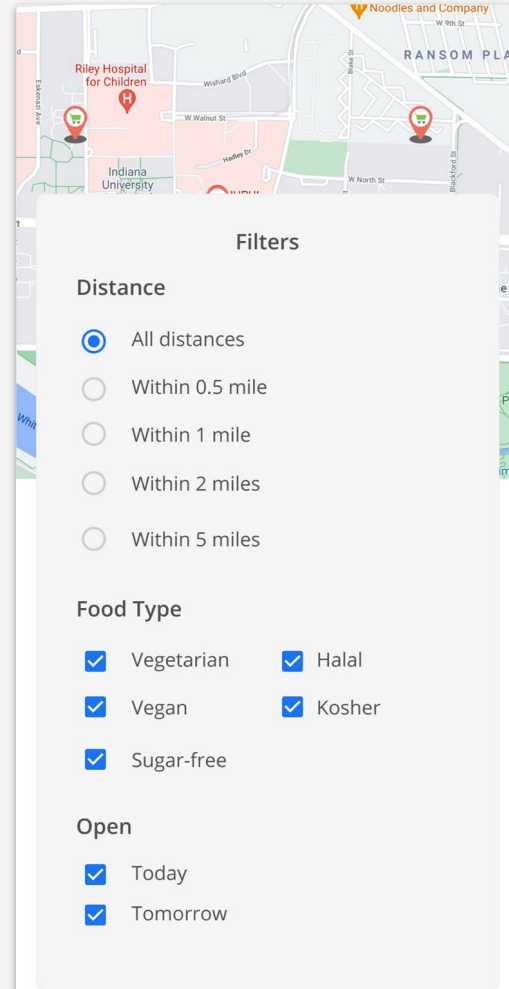 Noodles and Company
W 9th St
RANSOM PLA
Riley Hospital
for Children
Wishard Blvd
Blake St
Eskenazi Ave
H
W Walnut St
Hadley Dr
Indiana
University
W North St
Blackford St
Filters
Distance
All distances
Within 0.5 mile
Within 1 mile
Within 2 miles
Within 5 miles
Food Type
Vegetarian
Halal
Vegan
Kosher
Sugar-free
Open
Today
Tomorrow